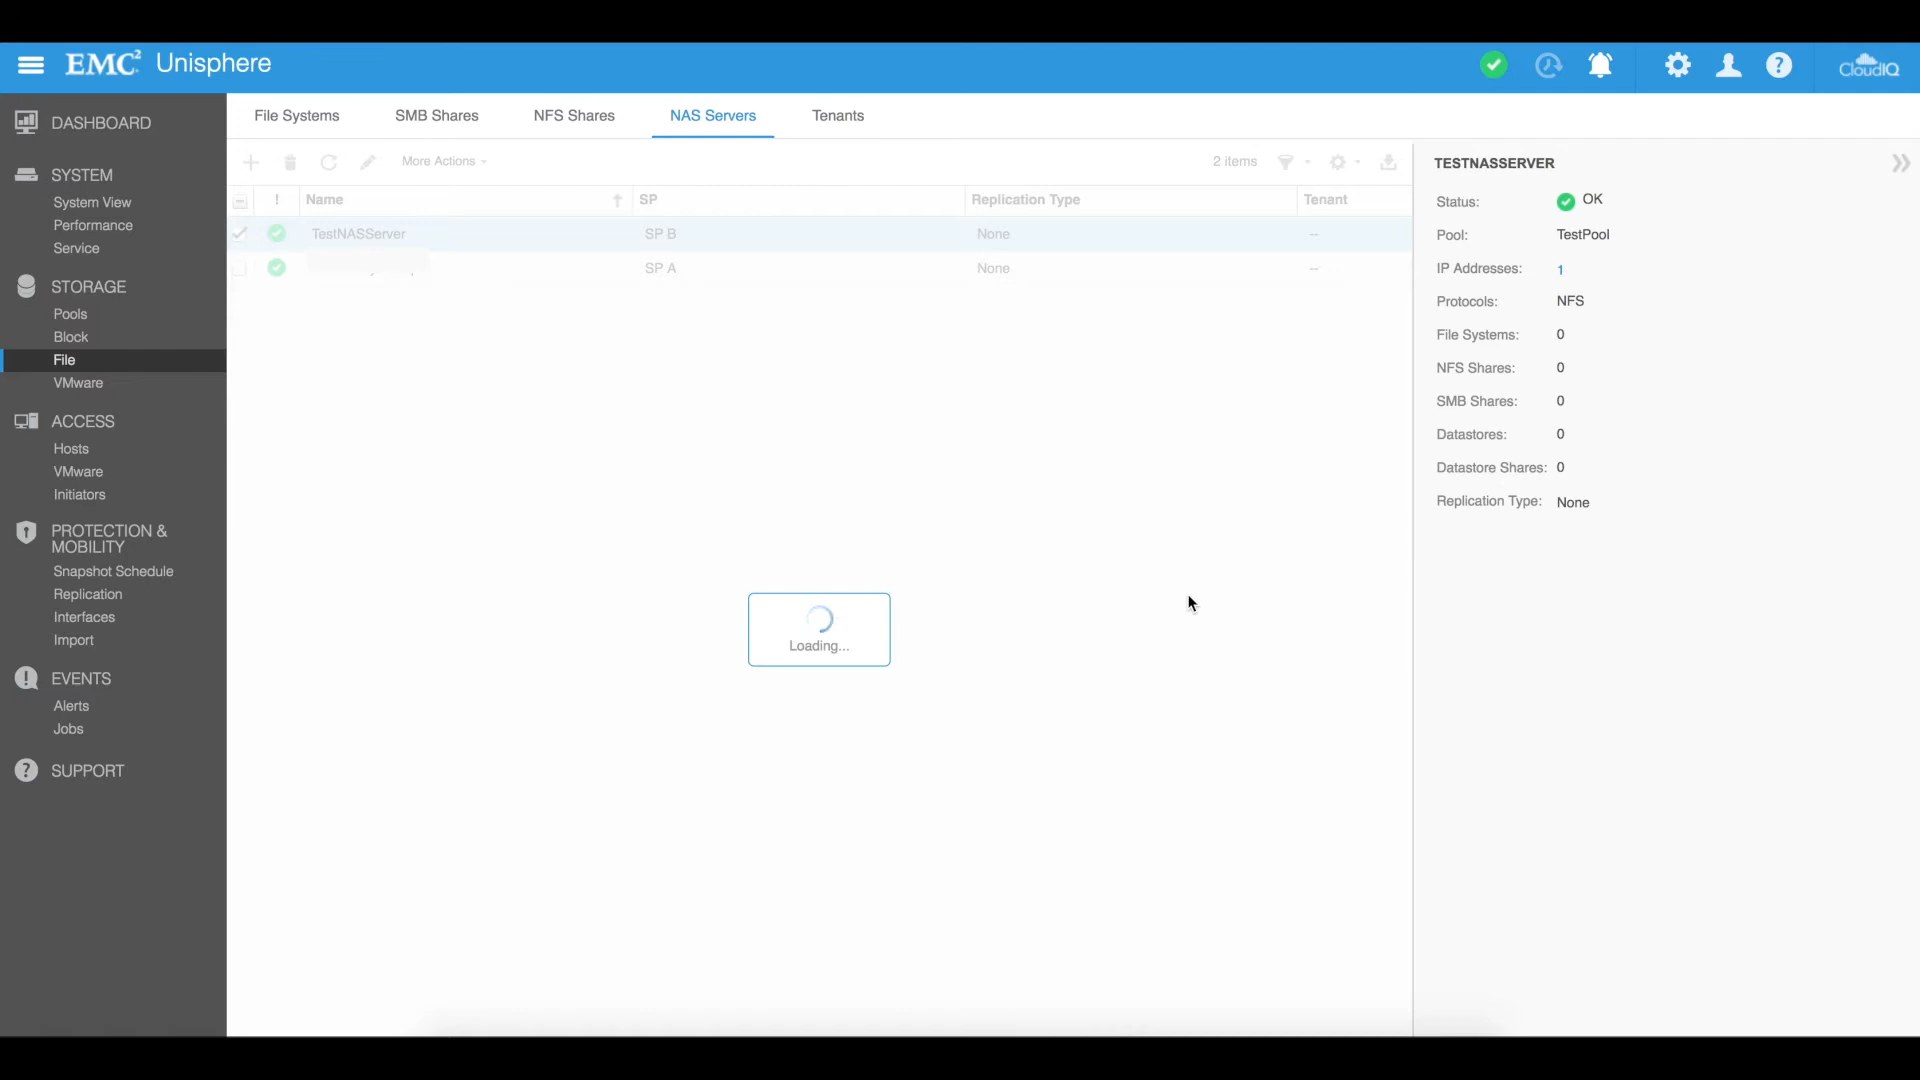 EMC² Unisphere
CloudIQ
DASHBOARD
SYSTEM
System View
Performance
Service
STORAGE
Pools
Block
File
VMware
ACCESS
Hosts
VMware
Initiators
PROTECTION &
MOBILITY
Snapshot Schedule
Replication
Interfaces
Import
EVENTS
Alerts
Jobs
SUPPORT
File Systems SMB Shares NFS Shares NAS Servers Tenants
More Actions 2 items
! Name SP Replication Type Tenant
TestNASServer SP B None --
SP A None --
Loading...
TESTNASSERVER
Status: OK
Pool: TestPool
IP Addresses: 1
Protocols: NFS
File Systems: 0
NFS Shares: 0
SMB Shares: 0
Datastores: 0
Datastore Shares: 0
Replication Type: None